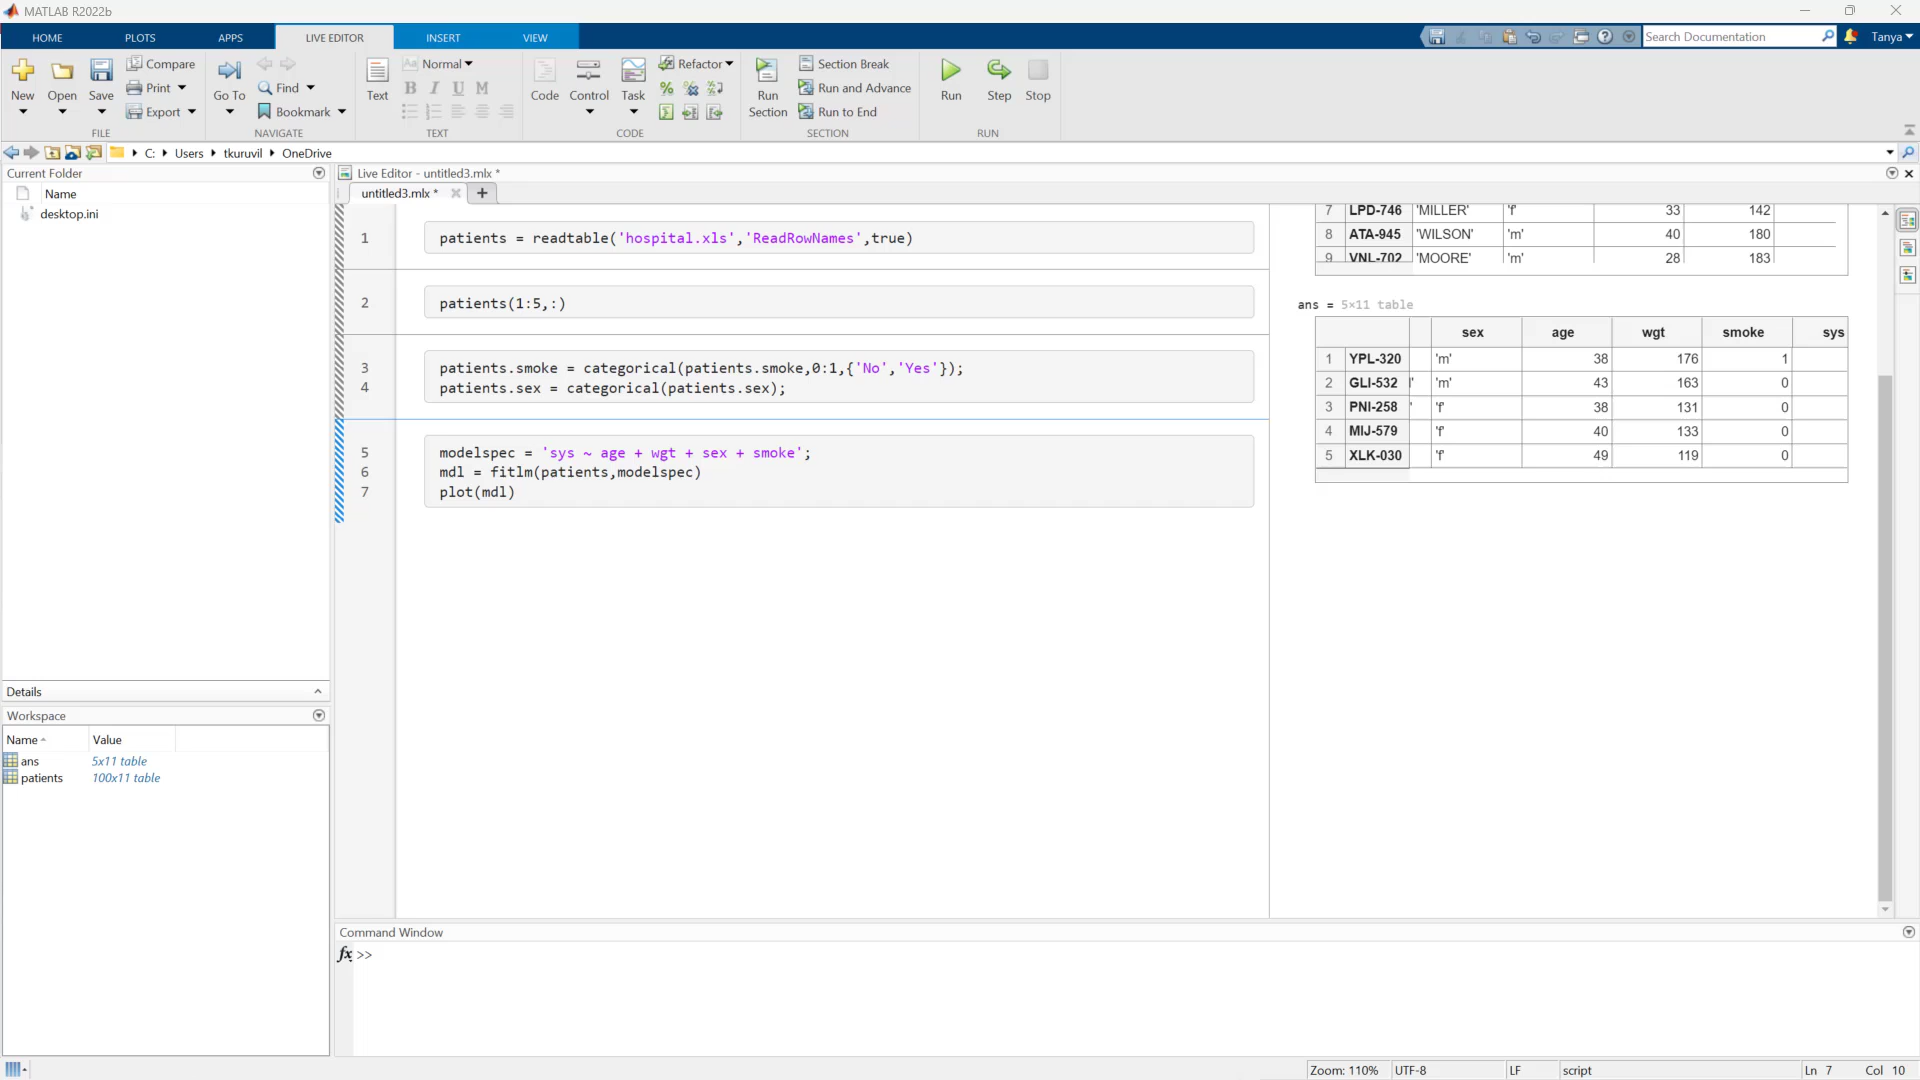 MATLAB R2022b
HOME PLOTS APPS LIVE EDITOR INSERT VIEW
Search Documentation
Tanya
New
Open
Save
Compare
Print
Export
FILE
Go To
Find
Bookmark
NAVIGATE
Text
Aa Normal
B I U M
TEXT
Code
Control
Task
Refactor
CODE
Run
Section
Section Break
Run and Advance
Run to End
SECTION
Run
Step
Stop
RUN
C: Users tkuruvil OneDrive
Current Folder
Name
desktop.ini
Details
Workspace
Name Value
ans 5x11 table
patients 100x11 table
Live Editor - untitled3.mlx *
untitled3.mlx *
1 patients = readtable('hospital.xls','ReadRowNames',true)
2 patients(1:5,:)
3 patients.smoke = categorical(patients.smoke,0:1,{'No','Yes'});
4 patients.sex = categorical(patients.sex);
5 modelspec = 'sys ~ age + wgt + sex + smoke';
6 mdl = fitlm(patients,modelspec)
7 plot(mdl)
7 LPD-746 'MILLER' 'f' 33 142
8 ATA-945 'WILSON' 'm' 40 180
9 VNL-702 'MOORE' 'm' 28 183
ans = 5×11 table
sex age wgt smoke sys
1 YPL-320 'm' 38 176 1
2 GLI-532 ' 'm' 43 163 0
3 PNI-258 ' 'f' 38 131 0
4 MIJ-579 'f' 40 133 0
5 XLK-030 'f' 49 119 0
Command Window
fx >>
Zoom: 110% UTF-8 LF script Ln 7 Col 10